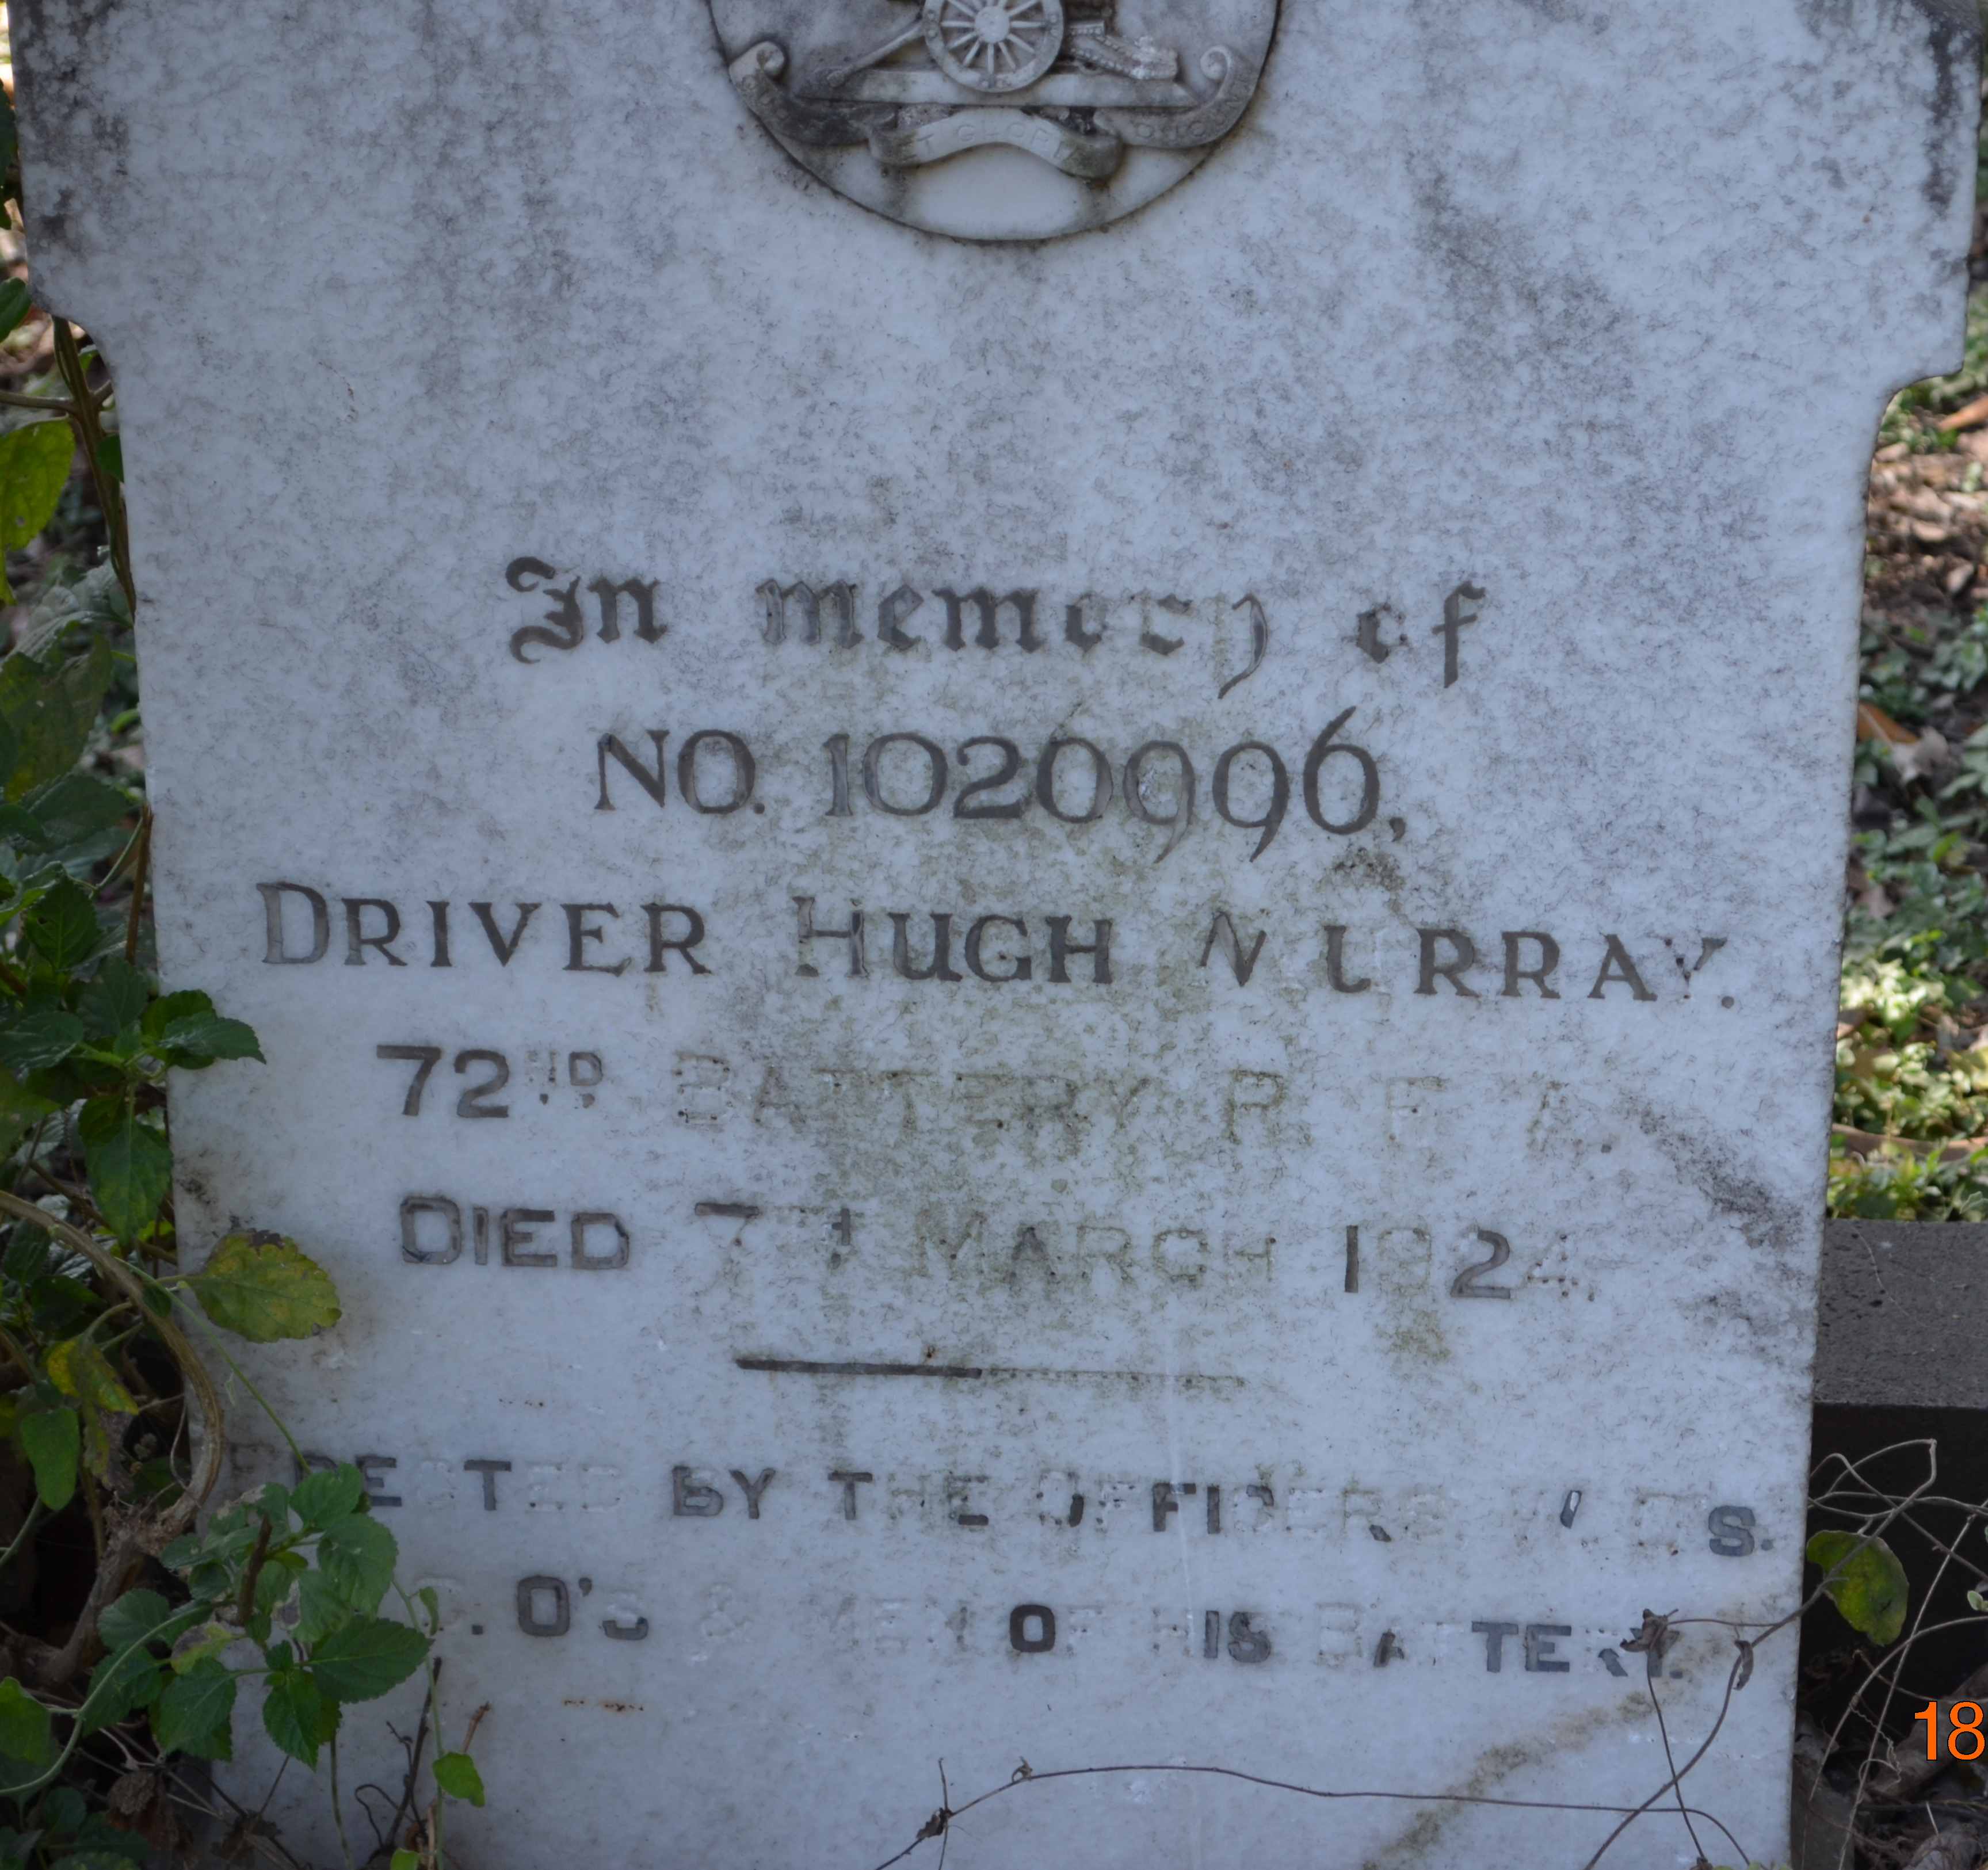 In memory of
NO. 1020996,
DRIVER HUGH MURRAY.
72ND BATTERY R. F. A.
DIED 7TH MARCH 1924.
ERECTED BY THE OFFICERS
O'S & MEN OF HIS BATTERY.
18